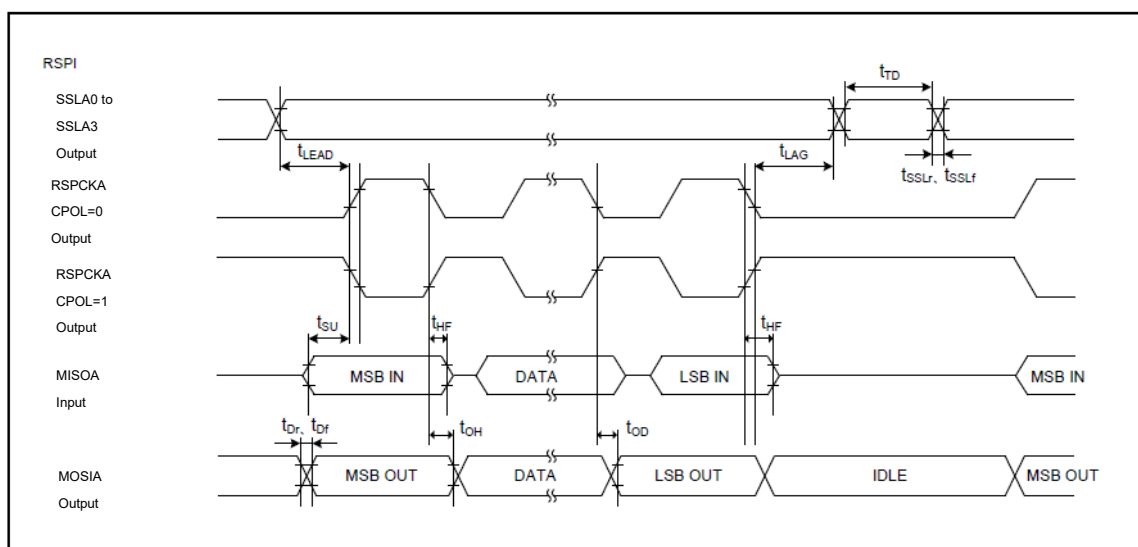 RSPI
SSLA0 to
SSLA3
Output
tTD
tLEAD
tLAG
tSSLr、tSSLf
RSPCKA
CPOL=0
Output
RSPCKA
CPOL=1
Output
tSU
tHF
tHF
MISOA
Input
MSB IN
DATA
LSB IN
MSB IN
tDr、tDf
tOH
tOD
MOSIA
Output
MSB OUT
DATA
LSB OUT
IDLE
MSB OUT